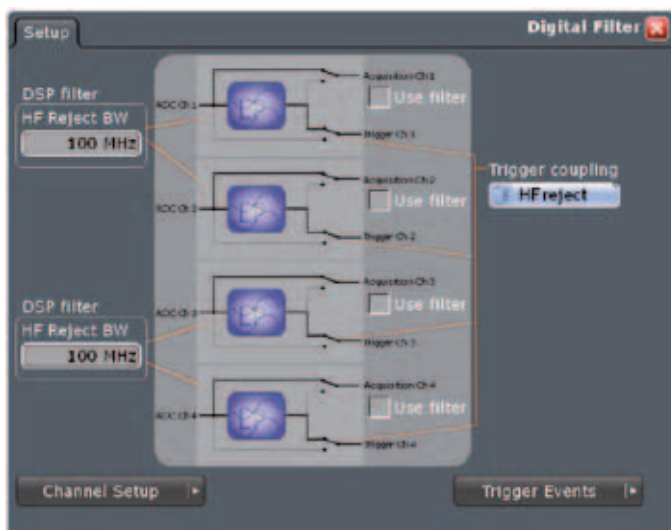 Setup
Digital Filter
DSP filter
HF Reject BW
100 MHz
ADC Ch1
Acquisition Ch1
Use filter
Trigger Ch1
ADC Ch2
Acquisition Ch2
Use filter
Trigger Ch2
Trigger coupling
HF reject
DSP filter
HF Reject BW
100 MHz
ADC Ch3
Acquisition Ch3
Use filter
Trigger Ch3
ADC Ch4
Acquisition Ch4
Use filter
Trigger Ch4
Channel Setup
Trigger Events